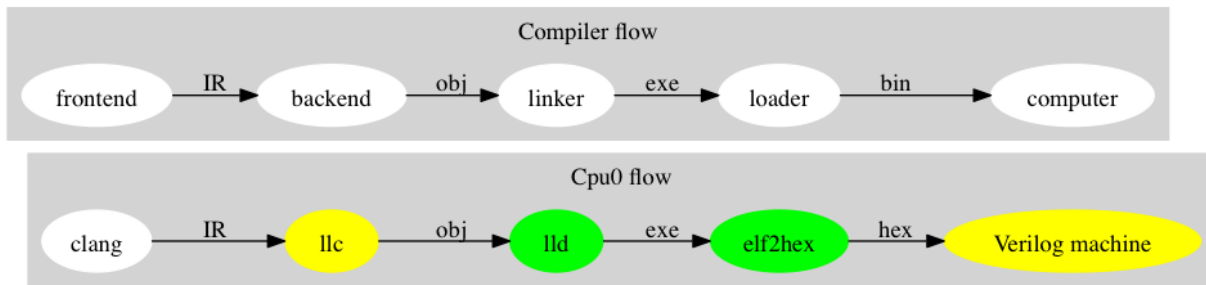 Compiler flow
frontend IR backend obj linker exe loader bin computer
Cpu0 flow
clang IR llc obj lld exe elf2hex hex Verilog machine